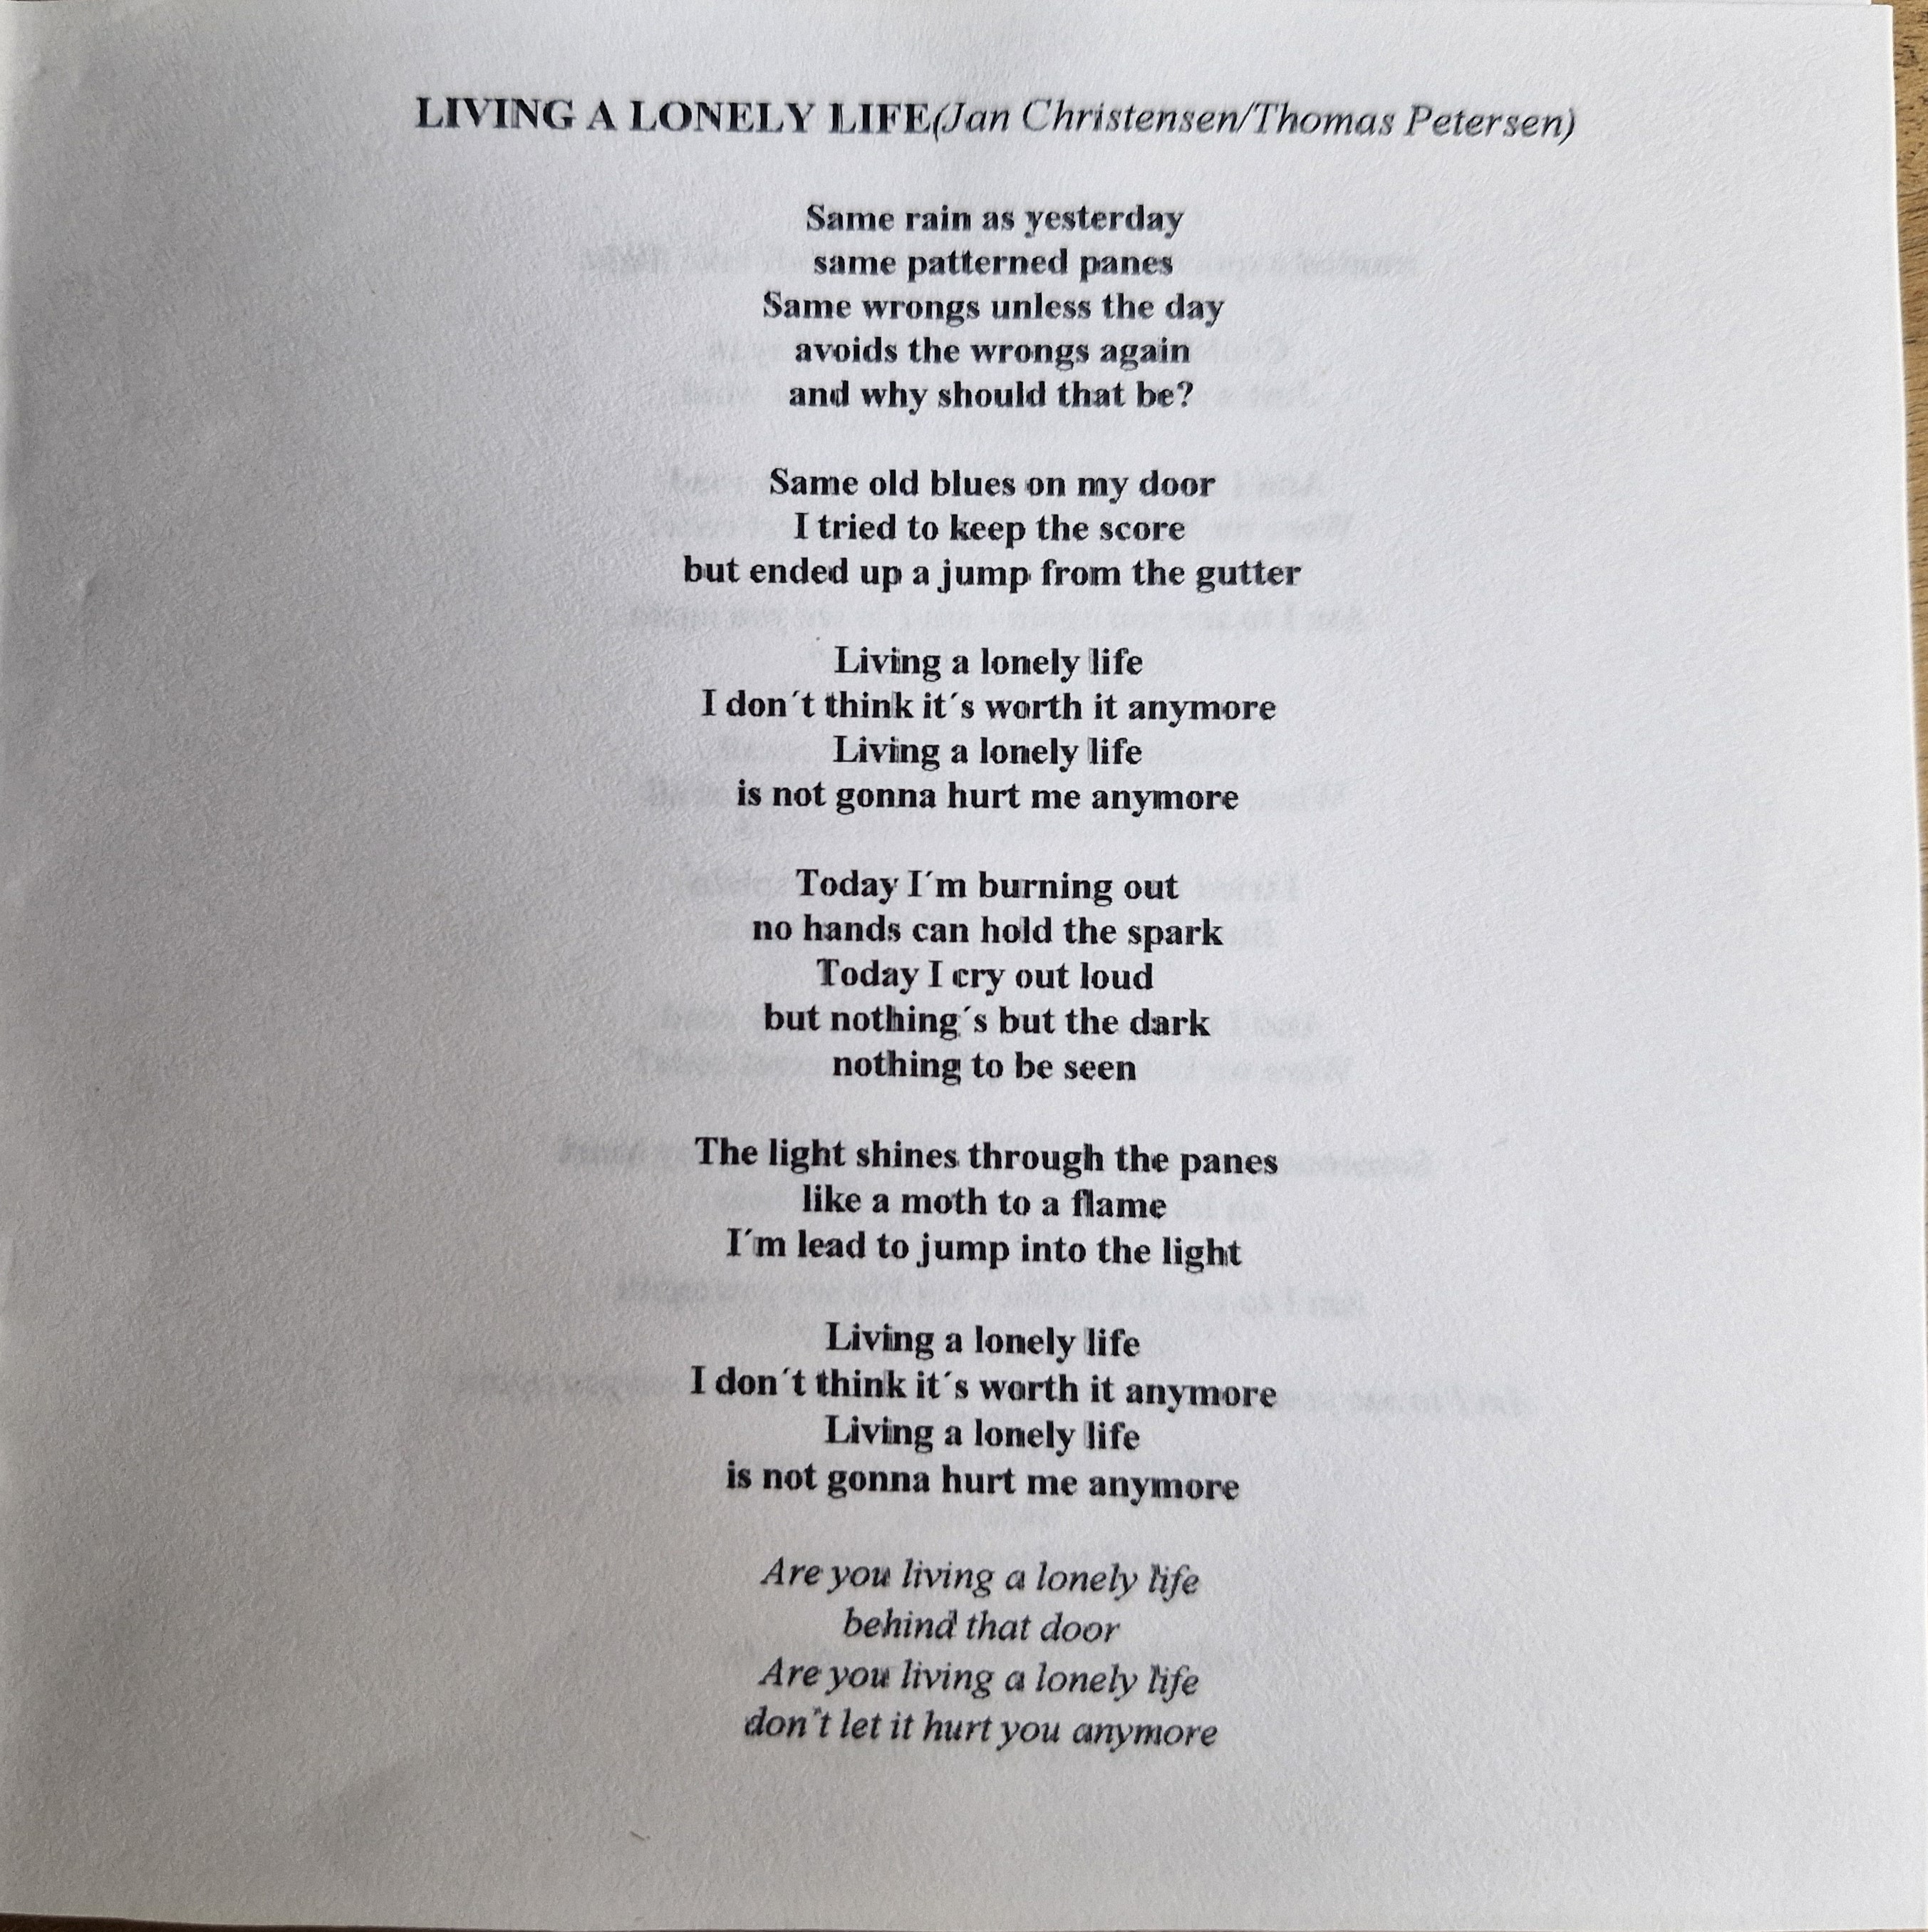 LIVING A LONELY LIFE(Jan Christensen/Thomas Petersen)
Same rain as yesterday
same patterned panes
Same wrongs unless the day
avoids the wrongs again
and why should that be?
Same old blues on my door
I tried to keep the score
but ended up a jump from the gutter
Living a lonely life
I don´t think it´s worth it anymore
Living a lonely life
is not gonna hurt me anymore
Today I´m burning out
no hands can hold the spark
Today I cry out loud
but nothing´s but the dark
nothing to be seen
The light shines through the panes
like a moth to a flame
I´m lead to jump into the light
Living a lonely life
I don´t think it´s worth it anymore
Living a lonely life
is not gonna hurt me anymore
Are you living a lonely life
behind that door
Are you living a lonely life
don´t let it hurt you anymore